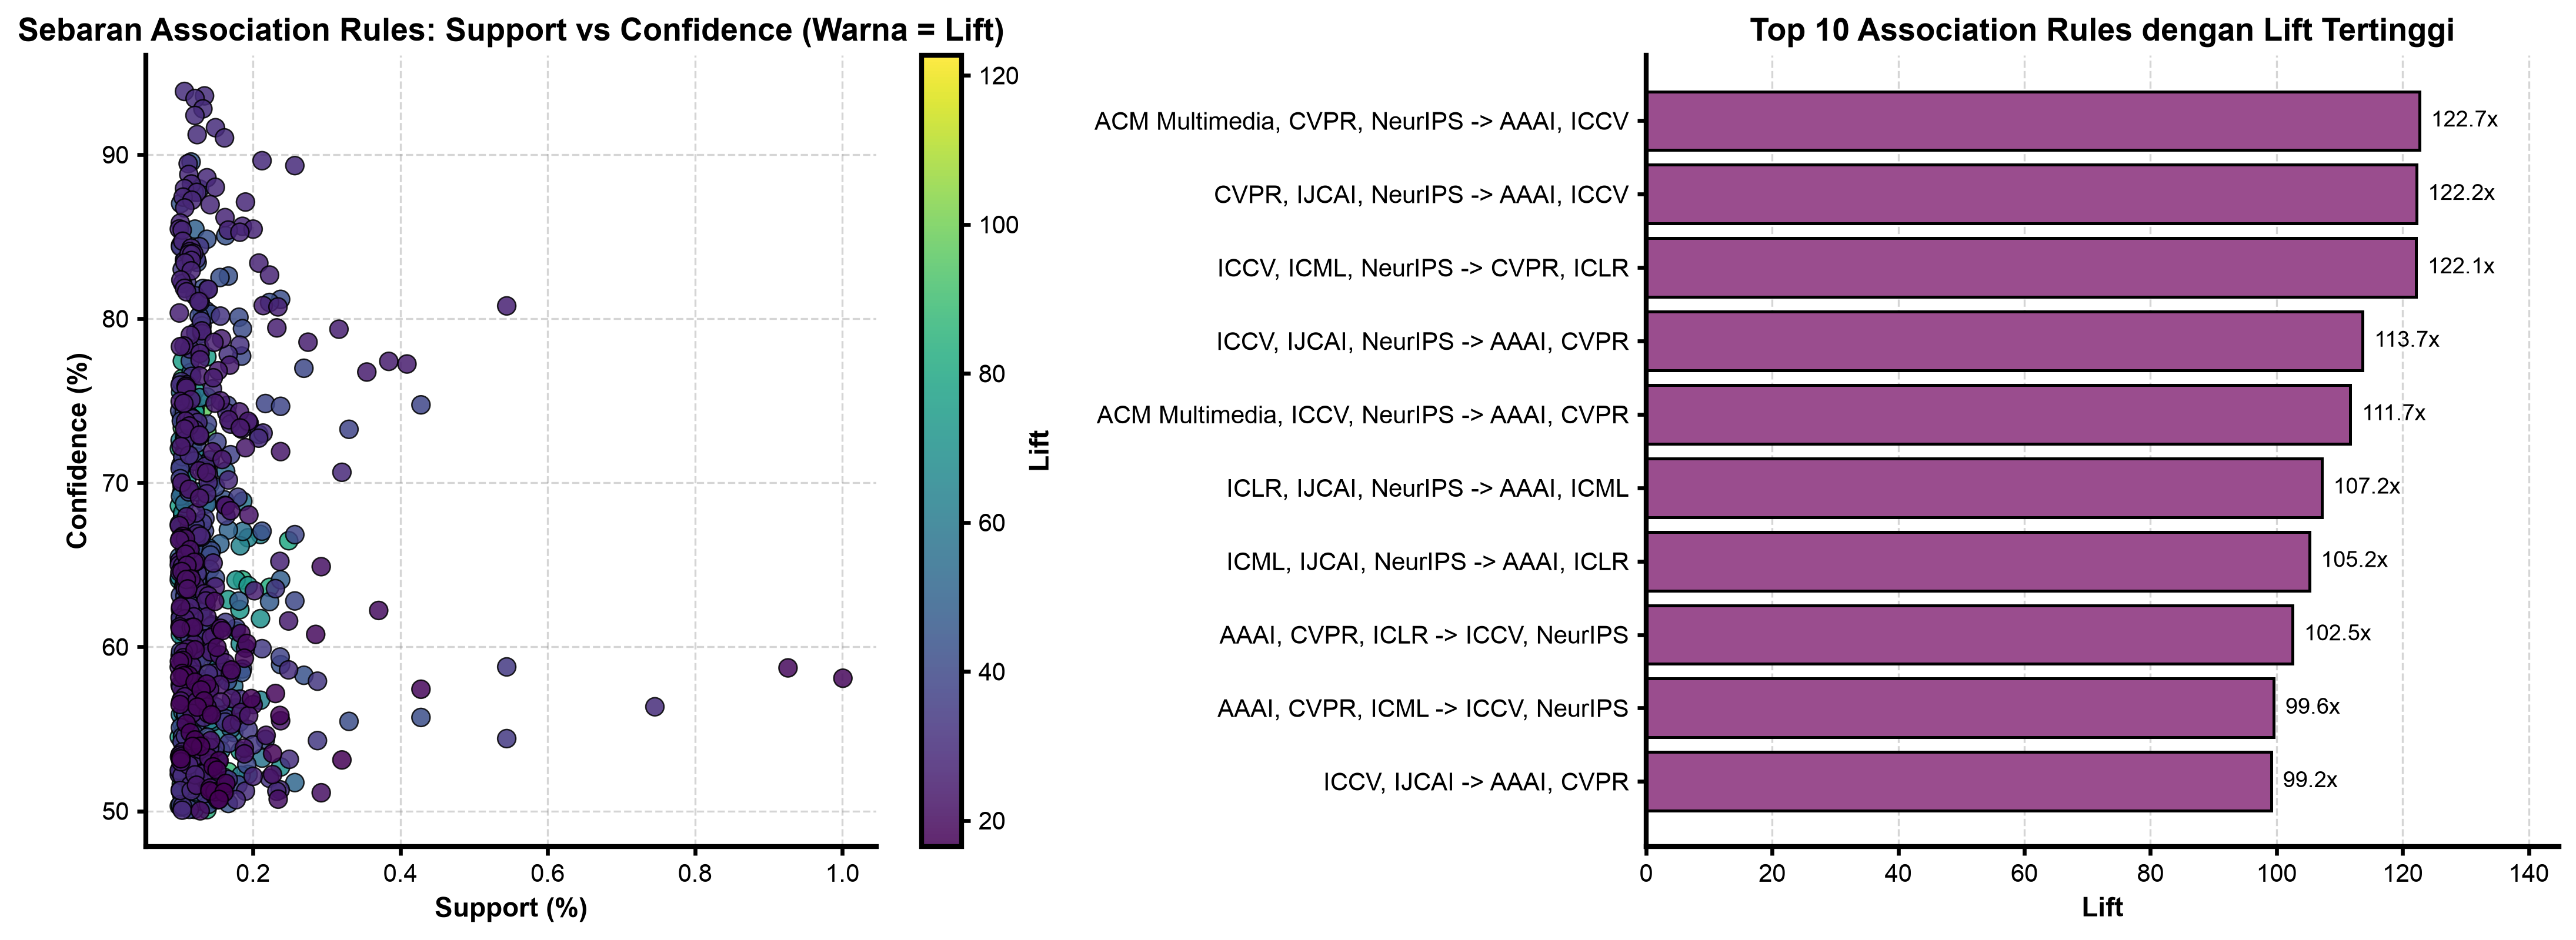 Sebaran Association Rules: Support vs Confidence (Warna = Lift)
Confidence (%)
90
80
70
60
50
0.2
0.4
0.6
0.8
1.0
Support (%)
120
100
80
60
40
20
Lift
Top 10 Association Rules dengan Lift Tertinggi
ACM Multimedia, CVPR, NeurIPS -> AAAI, ICCV
122.7x
CVPR, IJCAI, NeurIPS -> AAAI, ICCV
122.2x
ICCV, ICML, NeurIPS -> CVPR, ICLR
122.1x
ICCV, IJCAI, NeurIPS -> AAAI, CVPR
113.7x
ACM Multimedia, ICCV, NeurIPS -> AAAI, CVPR
111.7x
ICLR, IJCAI, NeurIPS -> AAAI, ICML
107.2x
ICML, IJCAI, NeurIPS -> AAAI, ICLR
105.2x
AAAI, CVPR, ICLR -> ICCV, NeurIPS
102.5x
AAAI, CVPR, ICML -> ICCV, NeurIPS
99.6x
ICCV, IJCAI -> AAAI, CVPR
99.2x
0
20
40
60
80
100
120
140
Lift